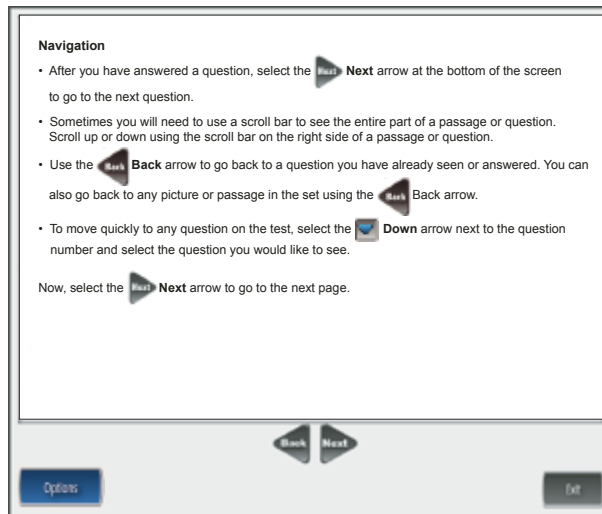 Navigation
• After you have answered a question, select the Next Next arrow at the bottom of the screen
to go to the next question.
• Sometimes you will need to use a scroll bar to see the entire part of a passage or question.
Scroll up or down using the scroll bar on the right side of a passage or question.
• Use the Back Back arrow to go back to a question you have already seen or answered. You can
also go back to any picture or passage in the set using the Back Back arrow.
• To move quickly to any question on the test, select the Down arrow next to the question
number and select the question you would like to see.
Now, select the Next Next arrow to go to the next page.
Back Next
Options Exit